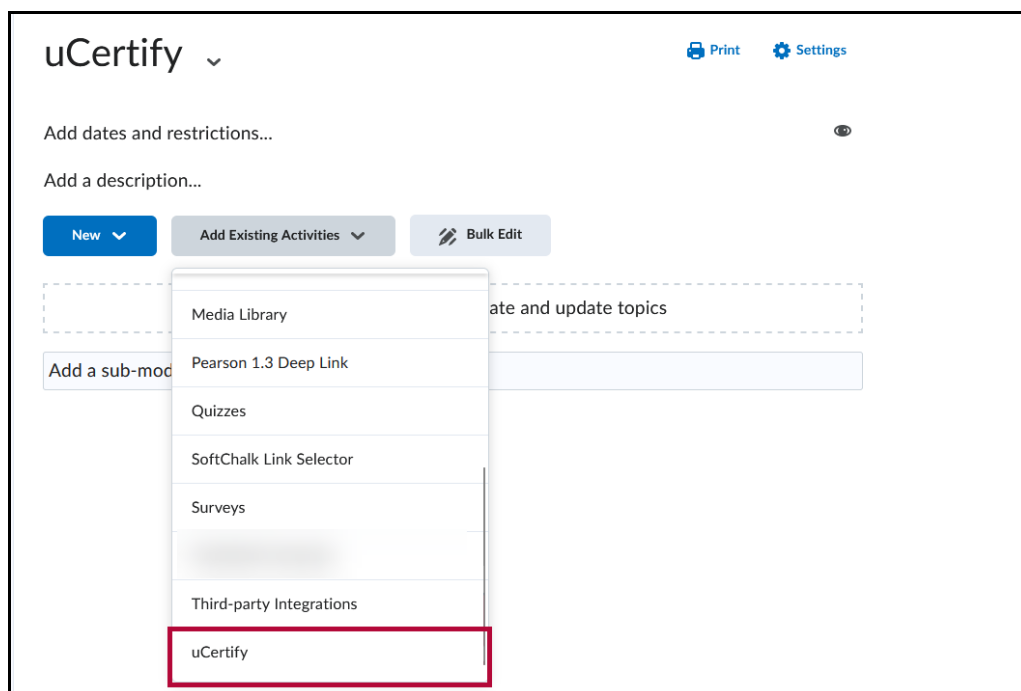 uCertify
Print
Settings
Add dates and restrictions...
Add a description...
New
Add Existing Activities
Bulk Edit
ate and update topics
Add a sub-mod
Media Library
Pearson 1.3 Deep Link
Quizzes
SoftChalk Link Selector
Surveys
Third-party Integrations
uCertify